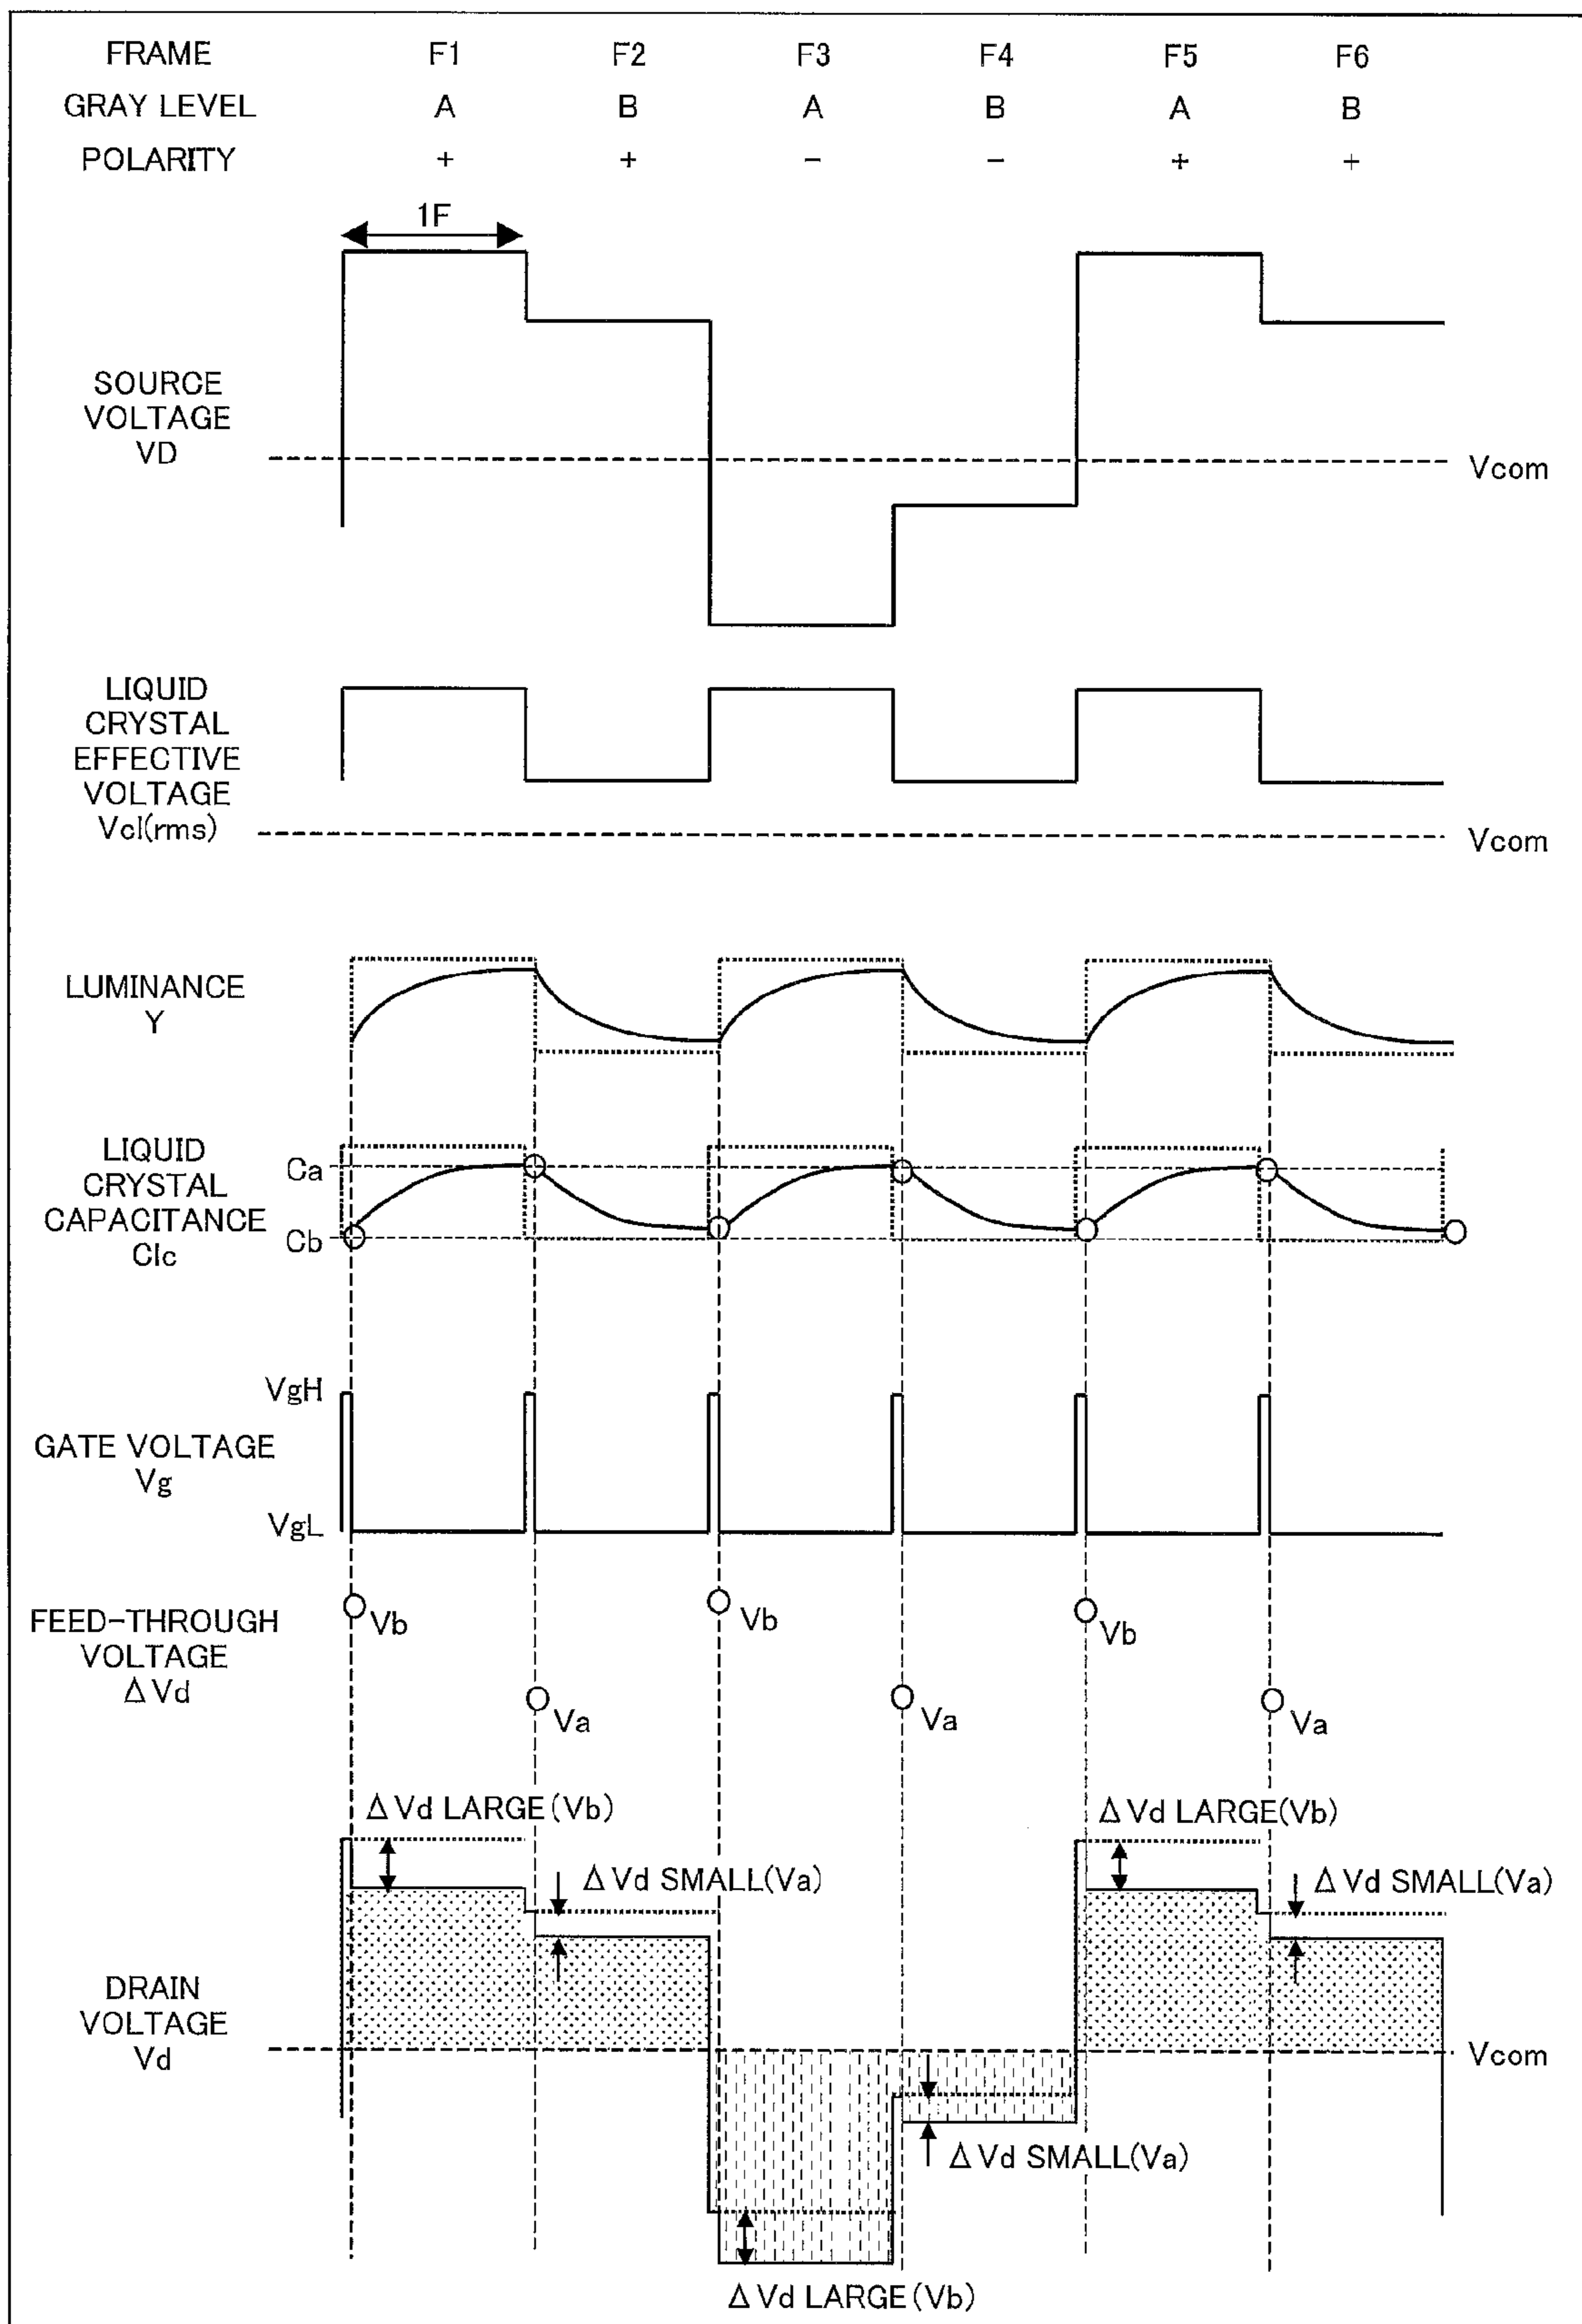 FRAME F1 F2 F3 F4 F5 F6
GRAY LEVEL A B A B A B
POLARITY + + − − + +
1F
SOURCE
VOLTAGE
VD
Vcom
LIQUID
CRYSTAL
EFFECTIVE
VOLTAGE
Vcl(rms)
Vcom
LUMINANCE
Y
LIQUID
CRYSTAL
CAPACITANCE
Clc
Ca
Cb
VgH
GATE VOLTAGE
Vg
VgL
FEED-THROUGH
VOLTAGE
ΔVd
Vb Vb Vb
Va Va Va
ΔVd LARGE(Vb) ΔVd LARGE(Vb)
ΔVd SMALL(Va) ΔVd SMALL(Va)
DRAIN
VOLTAGE
Vd
Vcom
ΔVd SMALL(Va)
ΔVd LARGE(Vb)